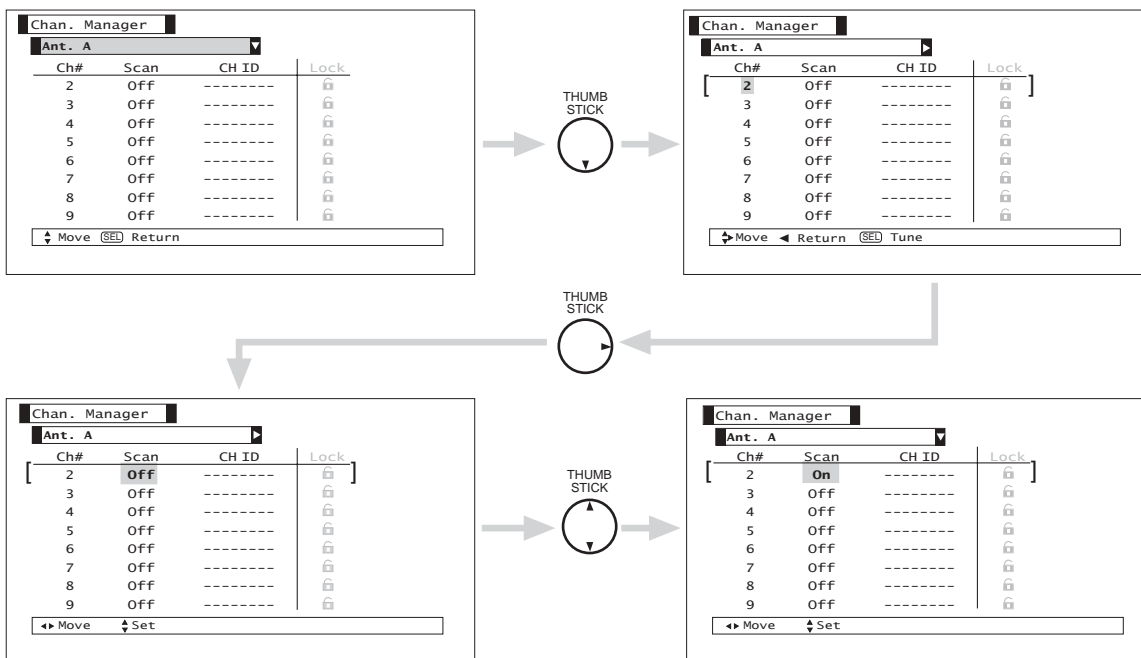 Chan. Manager
Ant. A
Ch# Scan CH ID Lock
2 Off --------
3 Off --------
4 Off --------
5 Off --------
6 Off --------
7 Off --------
8 Off --------
9 Off --------
Move SEL Return
THUMB
STICK
Chan. Manager
Ant. A
Ch# Scan CH ID Lock
[ 2 Off -------- ]
3 Off --------
4 Off --------
5 Off --------
6 Off --------
7 Off --------
8 Off --------
9 Off --------
Move ◄ Return SEL Tune
THUMB
STICK
Chan. Manager
Ant. A
Ch# Scan CH ID Lock
[ 2 Off -------- ]
3 Off --------
4 Off --------
5 Off --------
6 Off --------
7 Off --------
8 Off --------
9 Off --------
Move Set
THUMB
STICK
Chan. Manager
Ant. A
Ch# Scan CH ID Lock
[ 2 On -------- ]
3 Off --------
4 Off --------
5 Off --------
6 Off --------
7 Off --------
8 Off --------
9 Off --------
Move Set